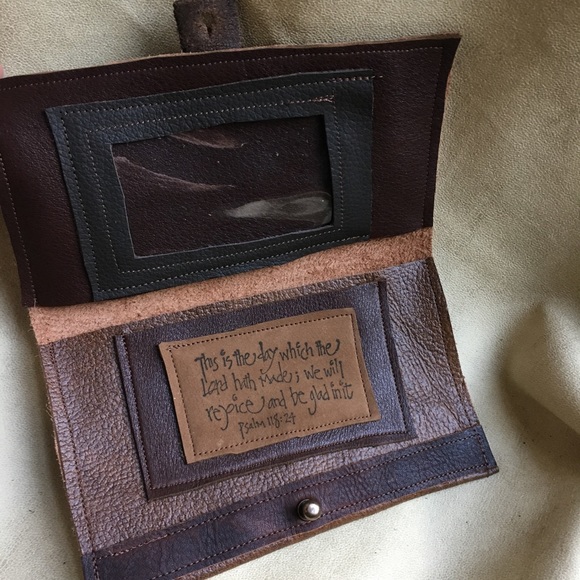 This is the day which the
Lord hath made; we will
rejoice and be glad in it
psalm 118:24